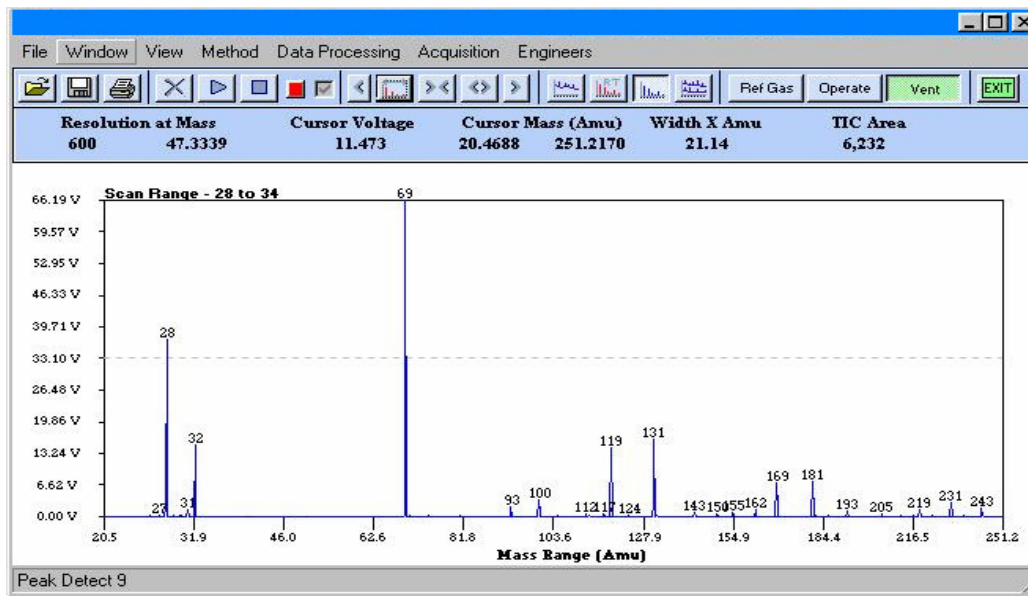 File Window View Method Data Processing Acquisition Engineers
Ref Gas Operate Vent EXIT
Resolution at Mass Cursor Voltage Cursor Mass (Amu) Width X Amu TIC Area
600 47.3339 11.473 20.4688 251.2170 21.14 6,232
Scan Range - 28 to 34
66.19 V
59.57 V
52.95 V
46.33 V
39.71 V
33.10 V
26.48 V
19.86 V
13.24 V
6.62 V
0.00 V
27 28 31 32 69 93 100 112 117 119 124 131 143 150 155 162 169 181 193 205 219 231 243
20.5 31.9 46.0 62.6 81.8 103.6 127.9 154.9 184.4 216.5 251.2
Mass Range (Amu)
Peak Detect 9